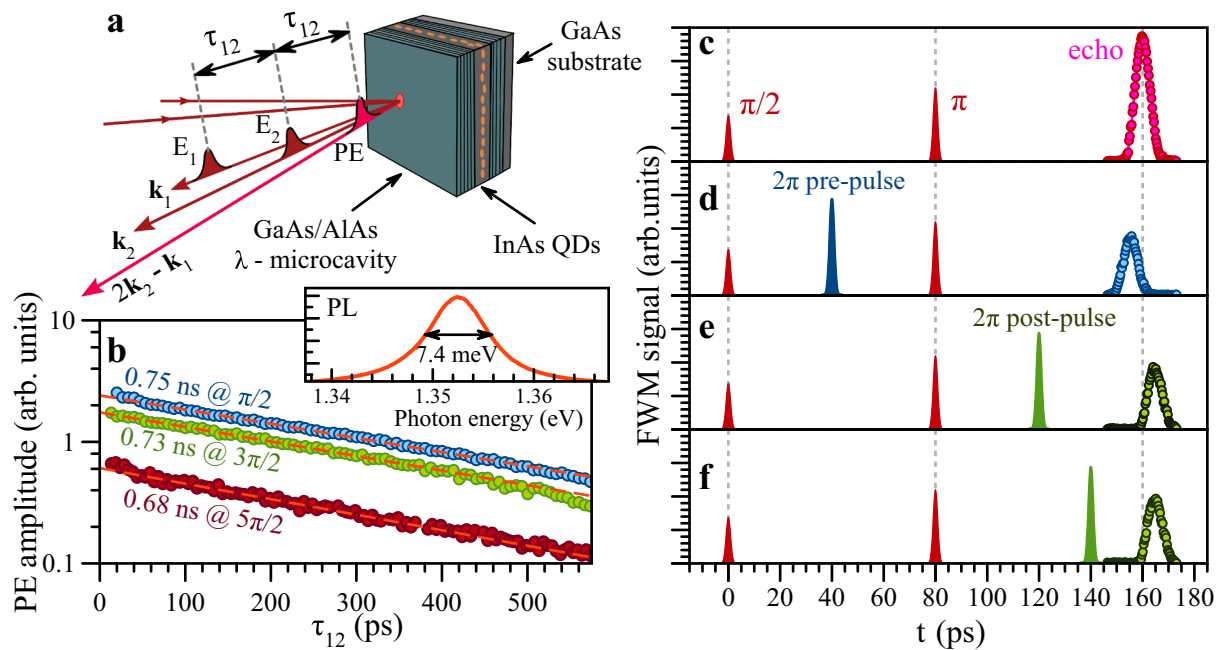 a
τ12
τ12
GaAs
substrate
E1
E2
PE
k1
k2
2k2 - k1
GaAs/AlAs
λ - microcavity
InAs QDs
b
PE amplitude (arb. units)
10
1
0.1
0.75 ns @ π/2
0.73 ns @ 3π/2
0.68 ns @ 5π/2
PL
7.4 meV
1.34
1.35
1.36
Photon energy (eV)
0
100
200
300
400
500
τ12 (ps)
FWM signal (arb.units)
c
π/2
π
echo
d
2π pre-pulse
e
2π post-pulse
f
0
20
40
60
80
100
120
140
160
180
t (ps)